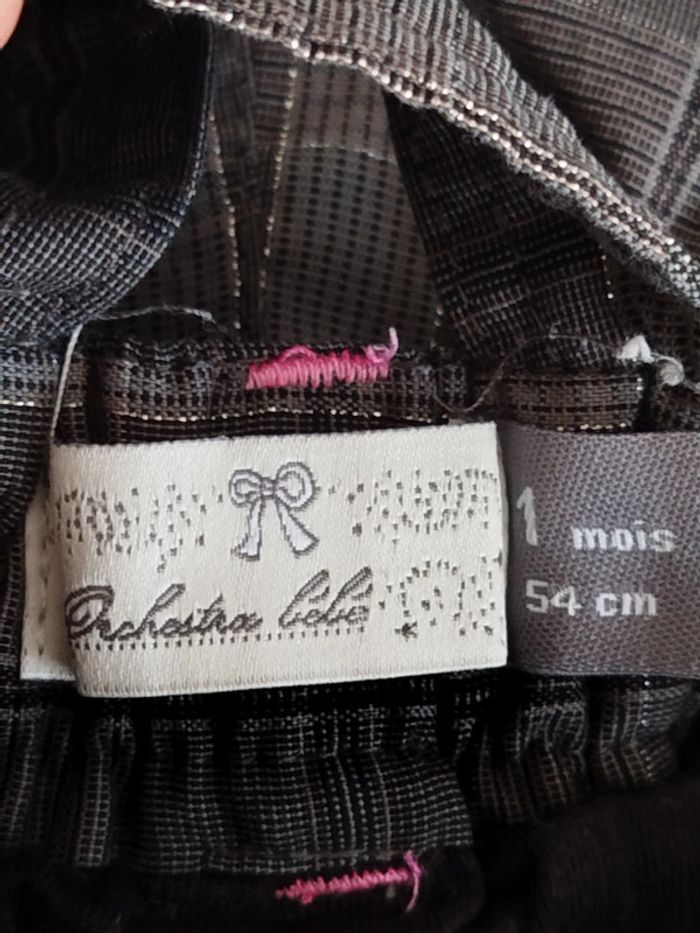 Orchestra bébé
1 mois
54 cm